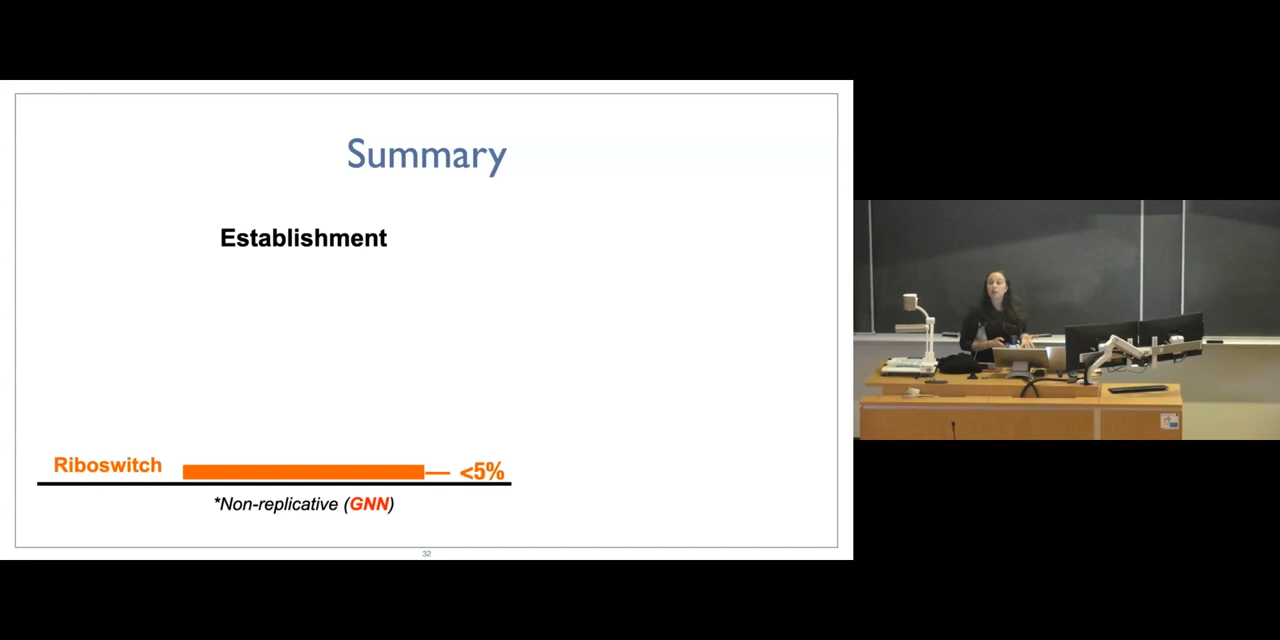 Summary
Establishment
Riboswitch
<5%
*Non-replicative (GNN)
32